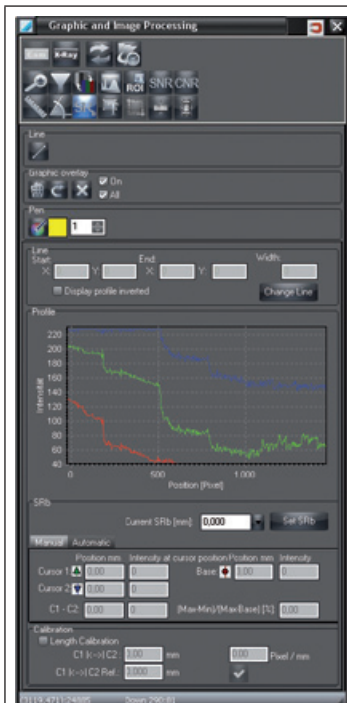 Graphic and Image Processing
X-Ray
ROI SNR CNR
Line
Graphic overlay
On
All
Pen
1
Line
Start: End: Width:
X: Y: X: Y:
Display profile inverted
Change Line
Profile
Intensität
220
200
180
160
140
120
100
80
60
40
0 500 1 000
Position [Pixel]
SRb
Current SRb [mm]: 0,000 Set SRb
Manual Automatic
Position mm Intensity at cursor position Position mm Intensity
Cursor 1 0,00 0 Base 0,00 0
Cursor 2 0,00 0
C1 - C2: 0,00 0 (Max-Min)/(Max-Base) [%] 0,00
Calibration
Length Calibration
C1 |<-->| C2: 0,00 mm 0,00 Pixel / mm
C1 |<-->| C2 Ref.: 0,000 mm